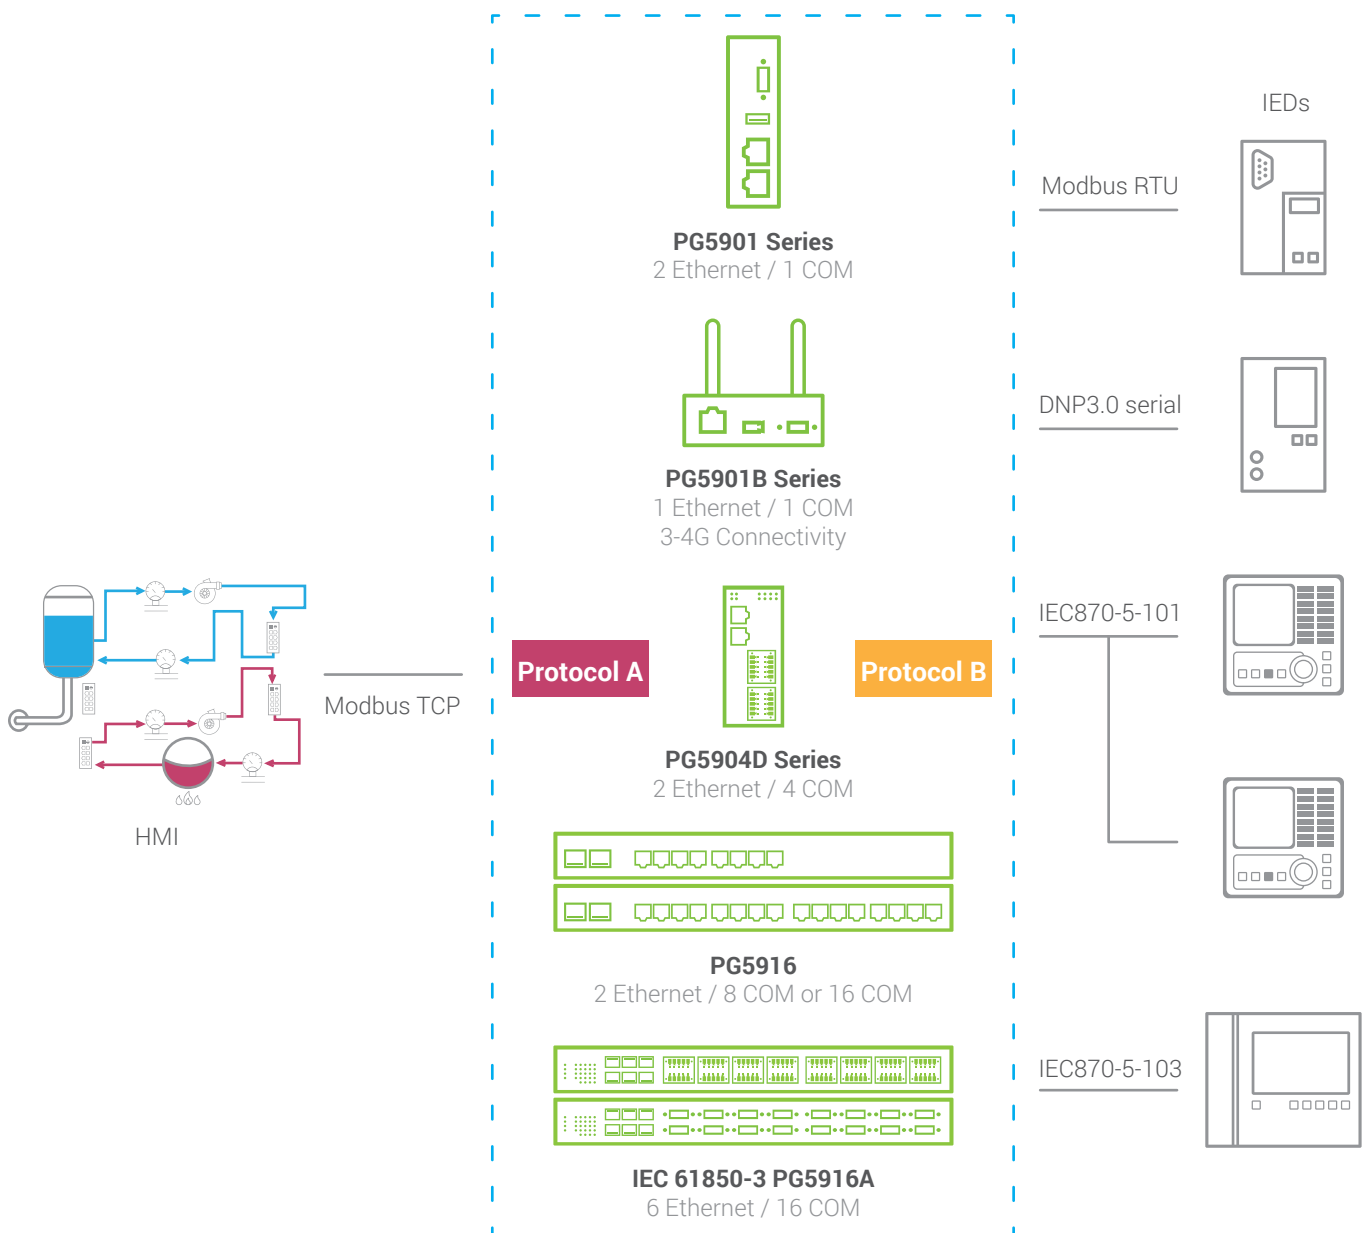 HMI
Modbus TCP
Protocol A
Protocol B
PG5901 Series
2 Ethernet / 1 COM
PG5901B Series
1 Ethernet / 1 COM
3-4G Connectivity
PG5904D Series
2 Ethernet / 4 COM
PG5916
2 Ethernet / 8 COM or 16 COM
IEC 61850-3 PG5916A
6 Ethernet / 16 COM
IEDs
Modbus RTU
DNP3.0 serial
IEC870-5-101
IEC870-5-103